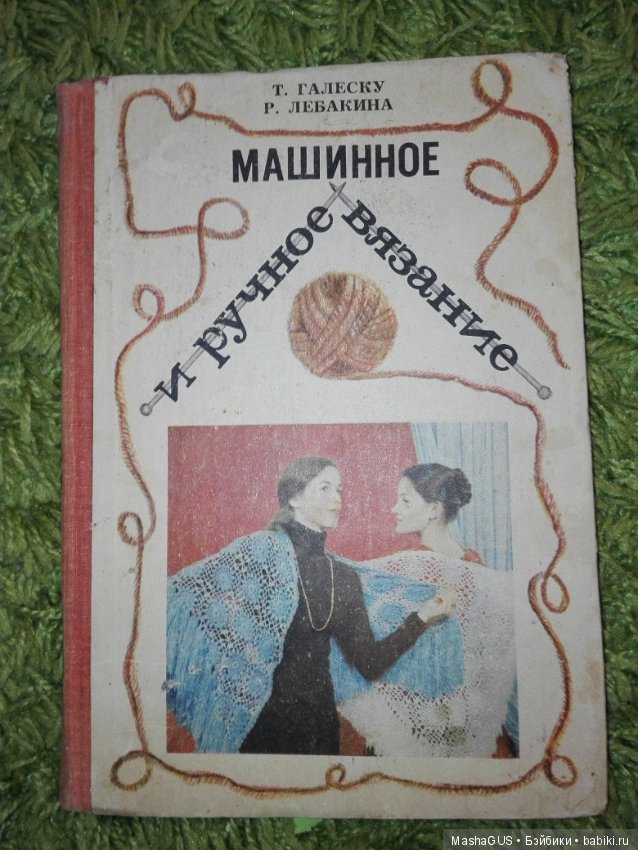 Т. ГАЛЕСКУ
Р. ЛЕБАКИНА
МАШИННОЕ
и ручное
вязание
MashaGUS • Бэйбики • babiki.ru